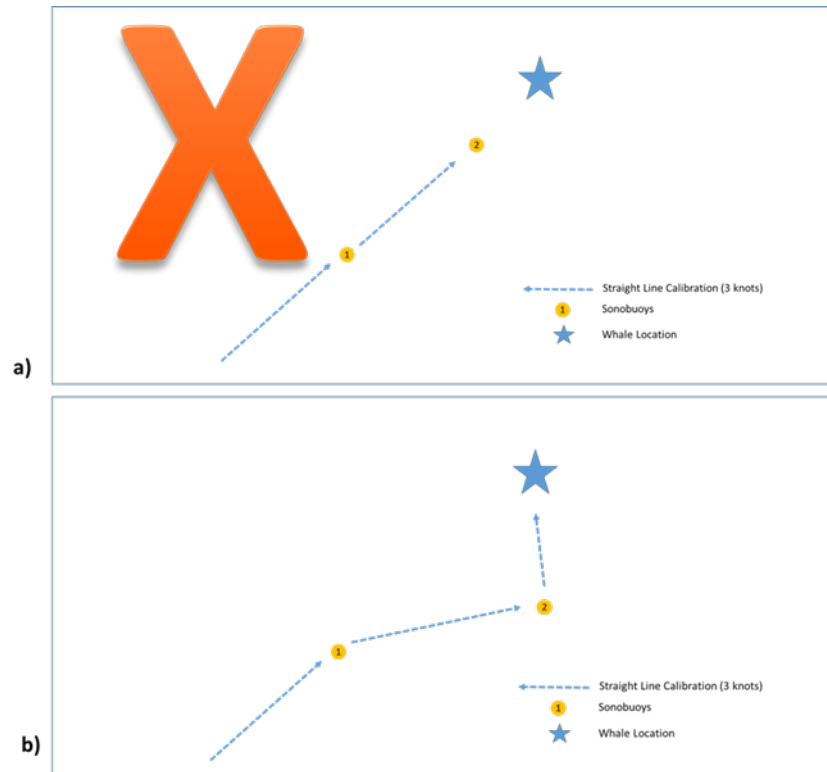 X
2
1
Straight Line Calibration (3 knots)
1 Sonobuoys
Whale Location
a)
2
1
Straight Line Calibration (3 knots)
1 Sonobuoys
Whale Location
b)